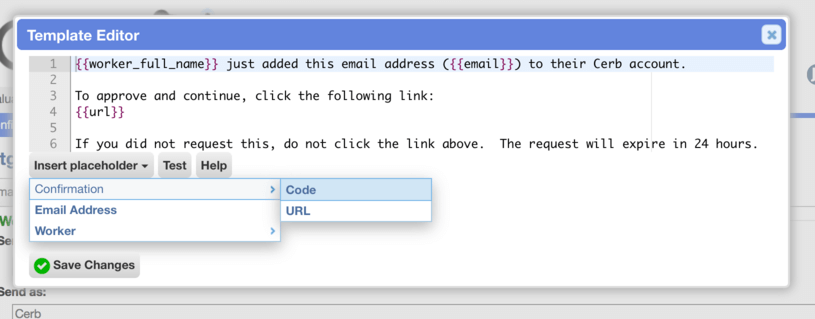 Template Editor
1 {{worker_full_name}} just added this email address ({{email}}) to their Cerb account.
2
3 To approve and continue, click the following link:
4 {{url}}
5
6 If you did not request this, do not click the link above.  The request will expire in 24 hours.
Insert placeholder Test Help
Confirmation
Code
Email Address
URL
Worker
Save Changes
Send as:
Cerb